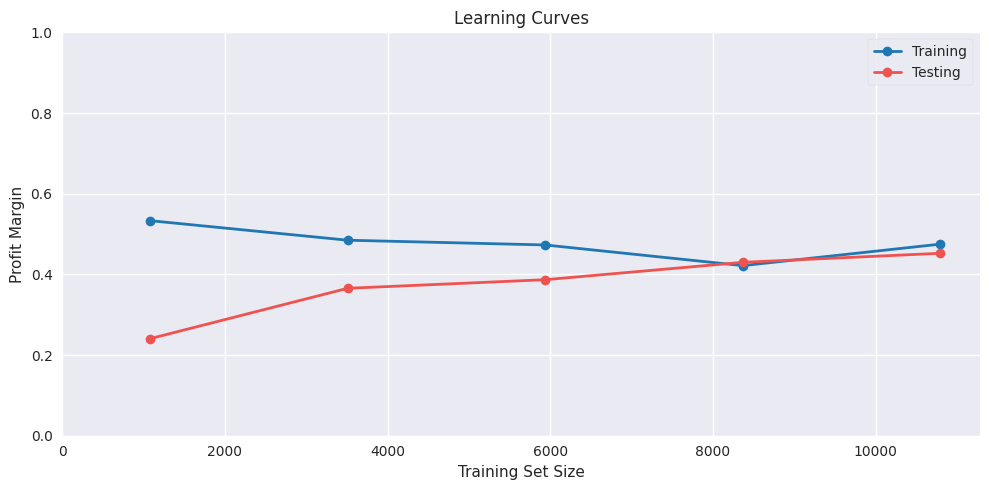 Learning Curves
1.0
0.8
0.6
0.4
0.2
0.0
Profit Margin
Training
Testing
0 2000 4000 6000 8000 10000
Training Set Size